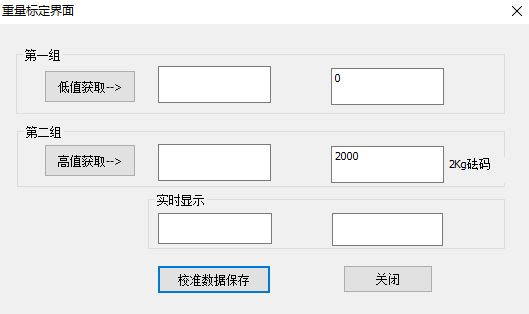 重量标定界面
第一组
低值获取-->
0
第二组
高值获取-->
2000
2Kg砝码
实时显示
校准数据保存
关闭